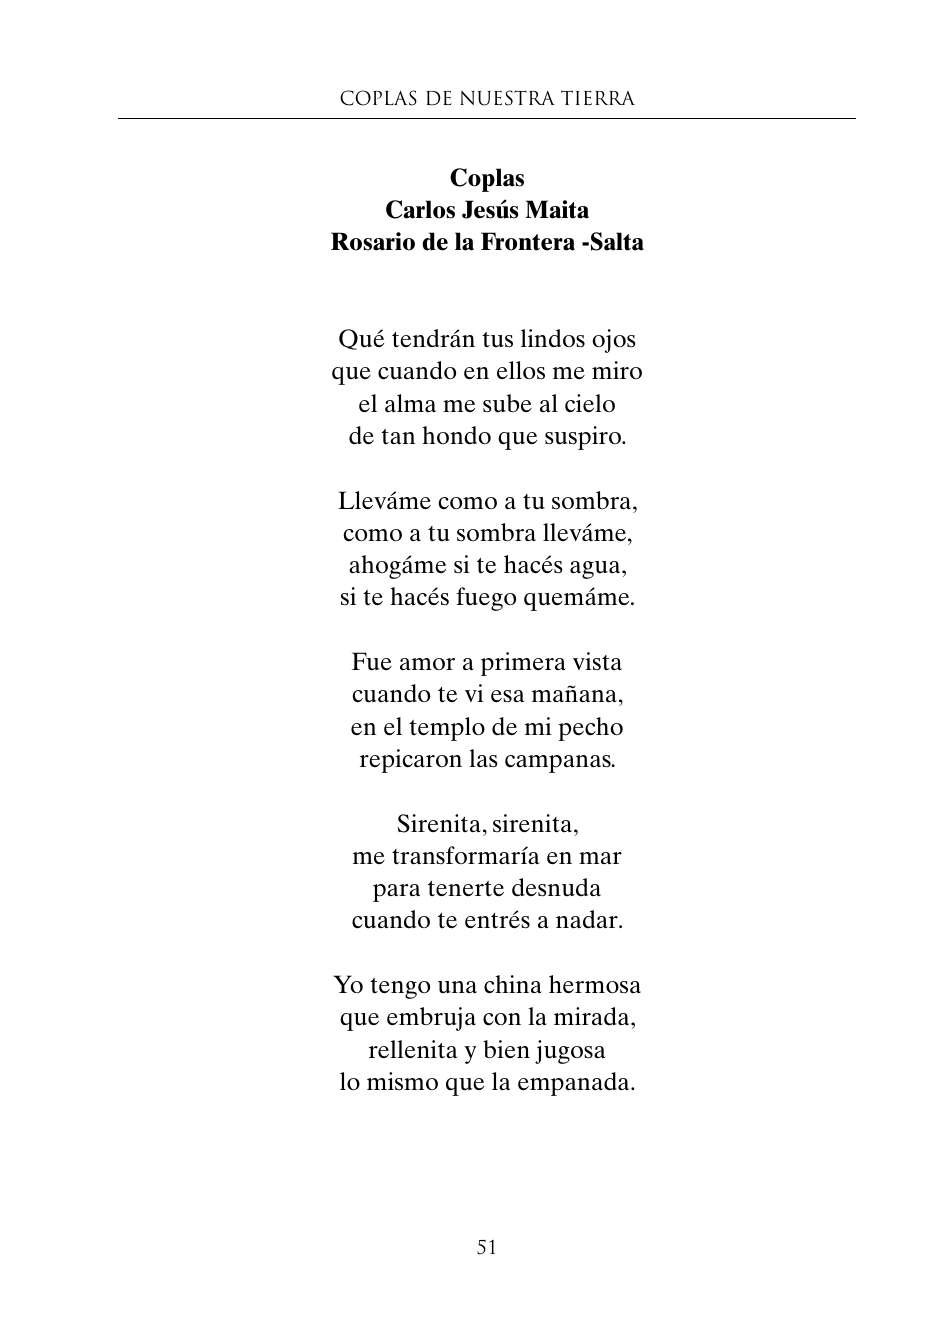 COPLAS DE NUESTRA TIERRA
Coplas
Carlos Jesús Maita
Rosario de la Frontera -Salta
Qué tendrán tus lindos ojos
que cuando en ellos me miro
el alma me sube al cielo
de tan hondo que suspiro.
Lleváme como a tu sombra,
como a tu sombra lleváme,
ahogáme si te hacés agua,
si te hacés fuego quemáme.
Fue amor a primera vista
cuando te vi esa mañana,
en el templo de mi pecho
repicaron las campanas.
Sirenita, sirenita,
me transformaría en mar
para tenerte desnuda
cuando te entrés a nadar.
Yo tengo una china hermosa
que embruja con la mirada,
rellenita y bien jugosa
lo mismo que la empanada.
51